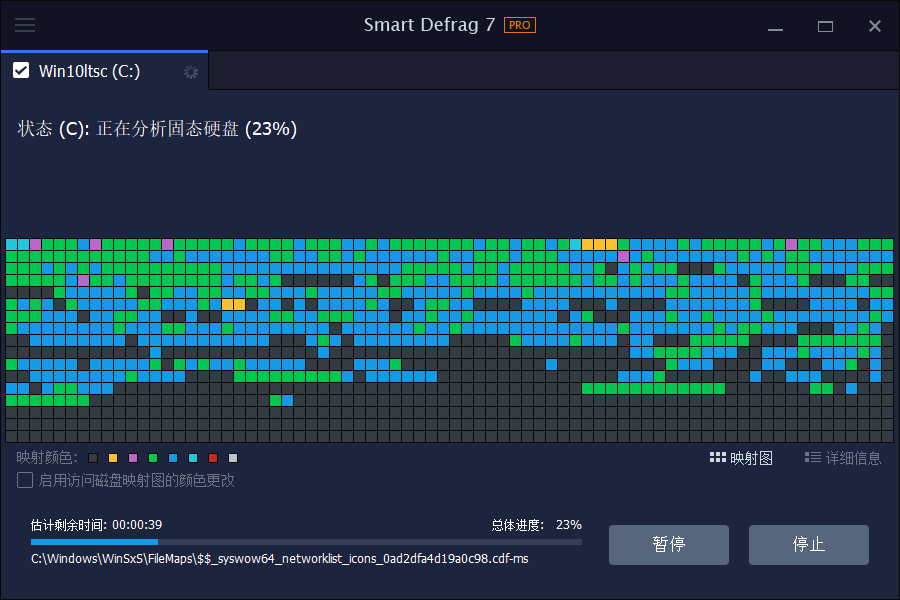 Smart Defrag 7 PRO
Win10ltsc (C:)
状态 (C): 正在分析固态硬盘 (23%)
映射颜色:
映射图
详细信息
启用访问磁盘映射图的颜色更改
估计剩余时间: 00:00:39
总体进度: 23%
C:\Windows\WinSxS\FileMaps\$$_syswow64_networklist_icons_0ad2dfa4d19a0c98.cdf-ms
暂停
停止